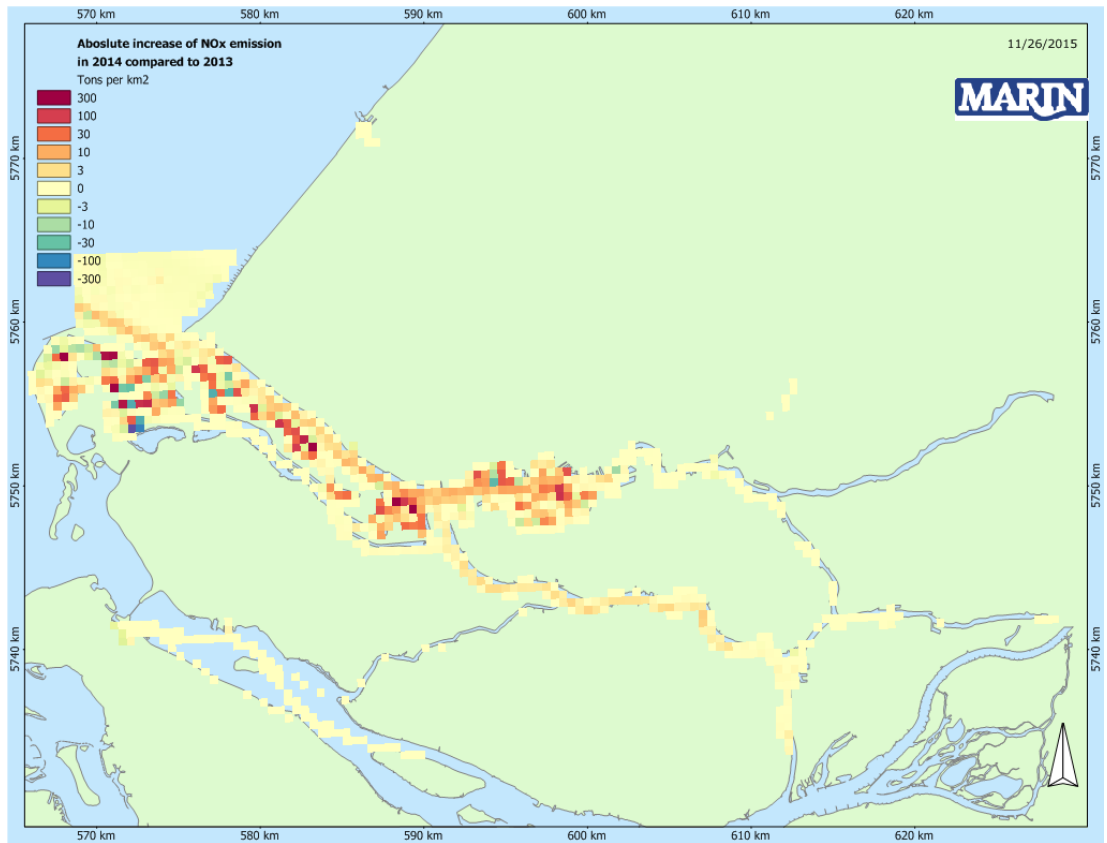 570 km 580 km 590 km 600 km 610 km 620 km
Aboslute increase of NOx emission
in 2014 compared to 2013
Tons per km2
11/26/2015
MARIN
300
100
30
10
3
0
-3
-10
-30
-100
-300
5770 km 5770 km
5760 km 5760 km
5750 km 5750 km
5740 km 5740 km
570 km 580 km 590 km 600 km 610 km 620 km